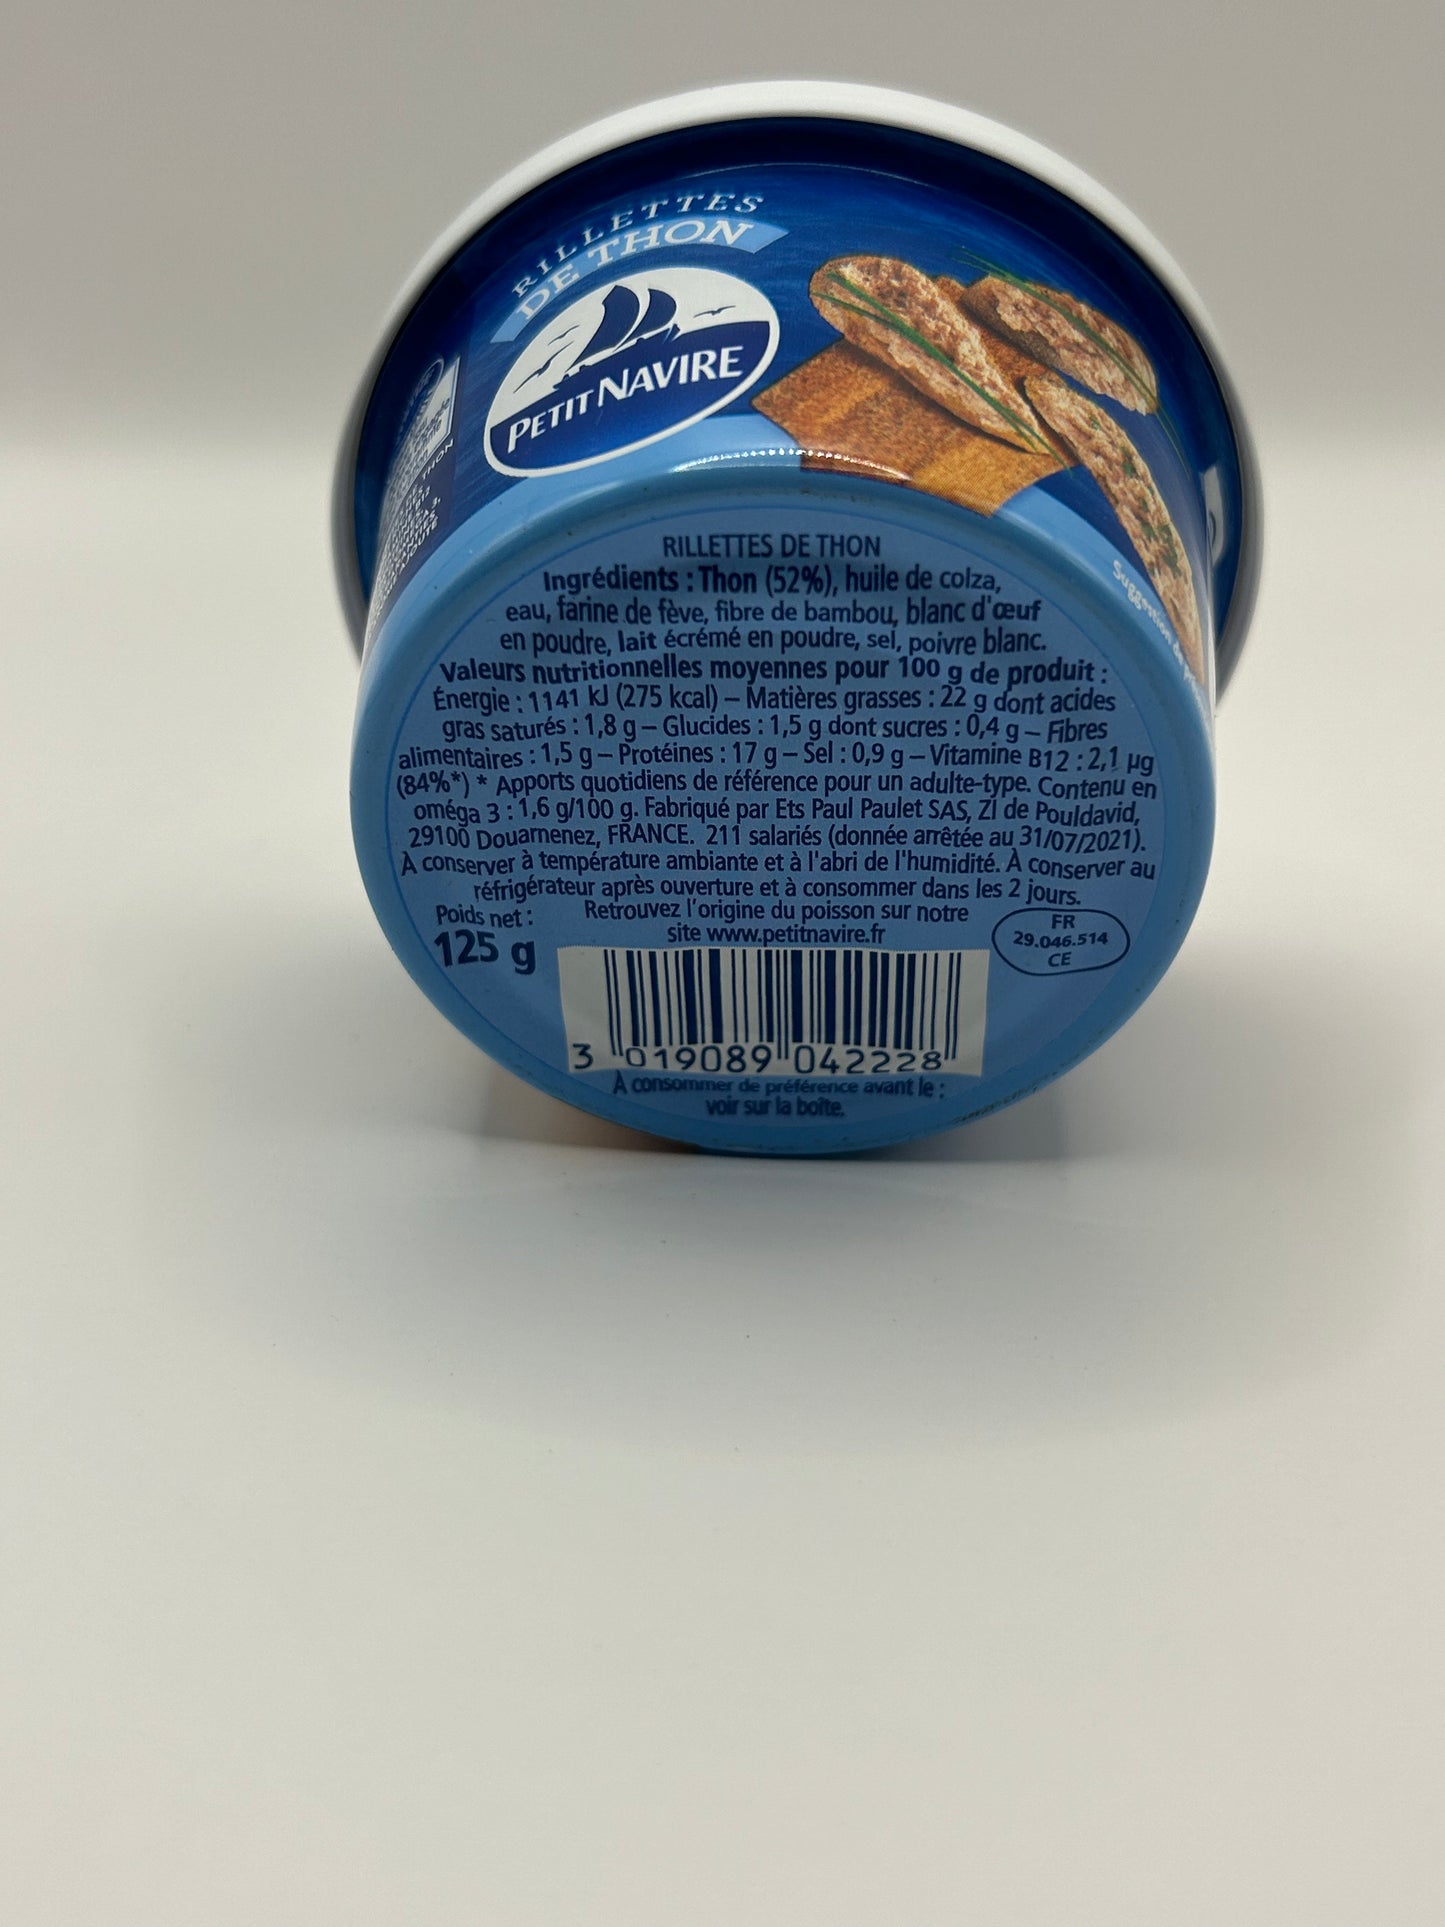 RILLETTES
DE THON
PETIT NAVIRE
THON
Suggestion de
RILLETTES DE THON
Ingrédients : Thon (52%), huile de colza,
eau, farine de fève, fibre de bambou, blanc d'œuf
en poudre, lait écrémé en poudre, sel, poivre blanc.
Valeurs nutritionnelles moyennes pour 100 g de produit :
Énergie : 1141 kJ (275 kcal) – Matières grasses : 22 g dont acides
gras saturés : 1,8 g – Glucides : 1,5 g dont sucres : 0,4 g – Fibres
alimentaires : 1,5 g – Protéines : 17 g – Sel : 0,9 g – Vitamine B12 : 2,1 µg
(84%*) * Apports quotidiens de référence pour un adulte-type. Contenu en
oméga 3 : 1,6 g/100 g. Fabriqué par Ets Paul Paulet SAS, ZI de Pouldavid,
29100 Douarnenez, FRANCE. 211 salariés (donnée arrêtée au 31/07/2021).
À conserver à température ambiante et à l'abri de l'humidité. À conserver au
réfrigérateur après ouverture et à consommer dans les 2 jours.
Poids net :
125 g
Retrouvez l'origine du poisson sur notre
site www.petitnavire.fr
FR
29.046.514
CE
3 019089 042228
À consommer de préférence avant le :
voir sur la boîte.